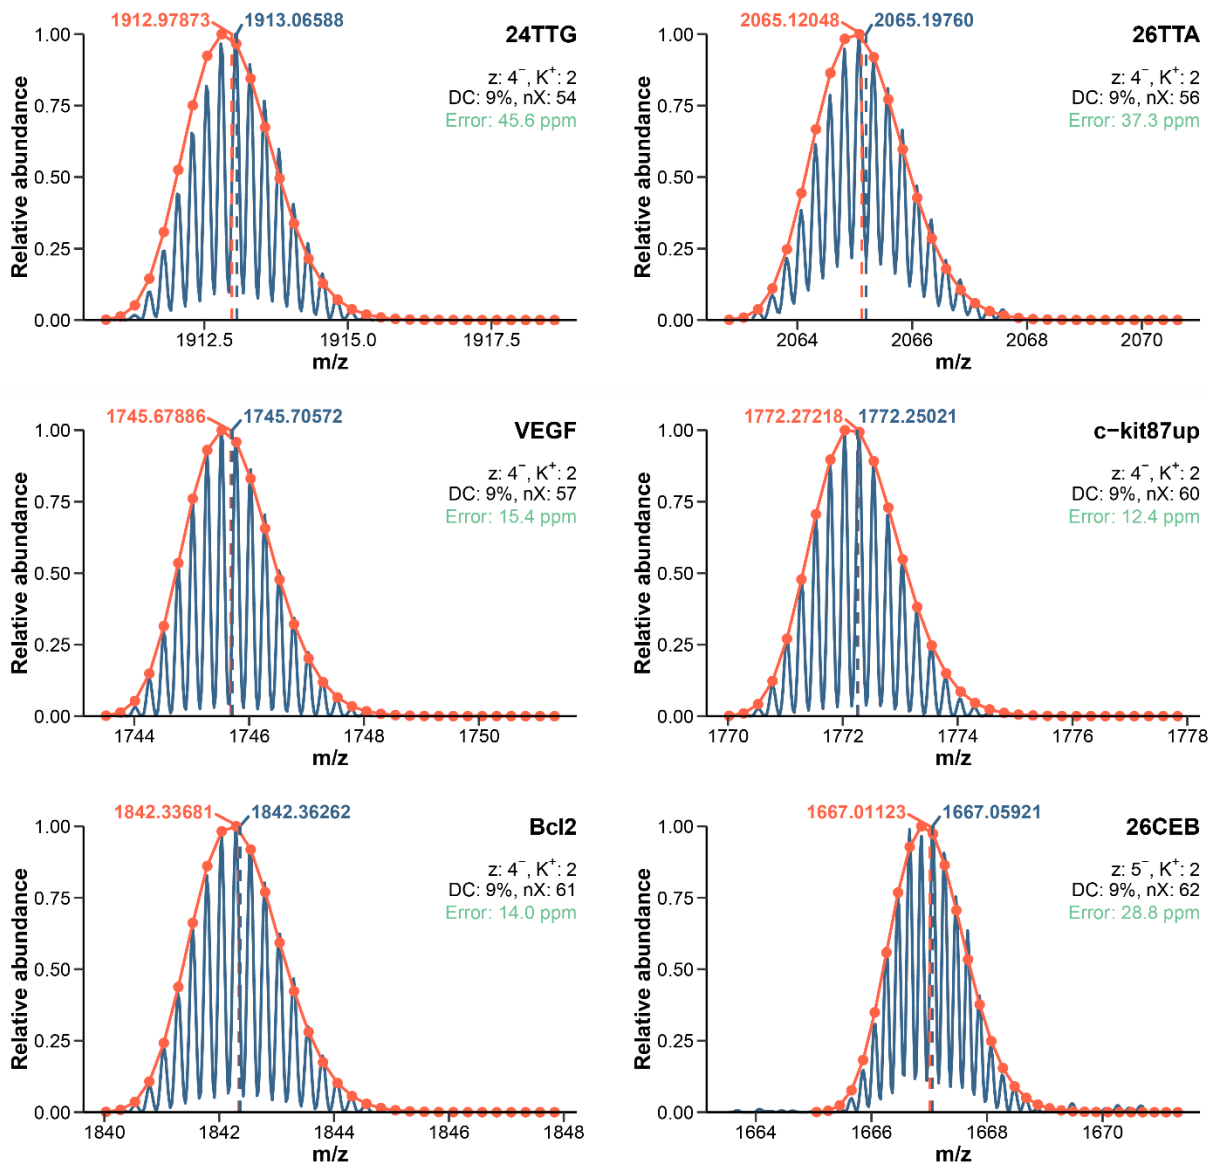 1912.97873 1913.06588
24TTG
z: 4⁻, K⁺: 2
DC: 9%, nX: 54
Error: 45.6 ppm
Relative abundance
1.00
0.75
0.50
0.25
0.00
1912.5 1915.0 1917.5
m/z
2065.12048 2065.19760
26TTA
z: 4⁻, K⁺: 2
DC: 9%, nX: 56
Error: 37.3 ppm
Relative abundance
1.00
0.75
0.50
0.25
0.00
2064 2066 2068 2070
m/z
1745.67886 1745.70572
VEGF
z: 4⁻, K⁺: 2
DC: 9%, nX: 57
Error: 15.4 ppm
Relative abundance
1.00
0.75
0.50
0.25
0.00
1744 1746 1748 1750
m/z
1772.27218 1772.25021
c−kit87up
z: 4⁻, K⁺: 2
DC: 9%, nX: 60
Error: 12.4 ppm
Relative abundance
1.00
0.75
0.50
0.25
0.00
1770 1772 1774 1776 1778
m/z
1842.33681 1842.36262
Bcl2
z: 4⁻, K⁺: 2
DC: 9%, nX: 61
Error: 14.0 ppm
Relative abundance
1.00
0.75
0.50
0.25
0.00
1840 1842 1844 1846 1848
m/z
1667.01123 1667.05921
26CEB
z: 5⁻, K⁺: 2
DC: 9%, nX: 62
Error: 28.8 ppm
Relative abundance
1.00
0.75
0.50
0.25
0.00
1664 1666 1668 1670
m/z